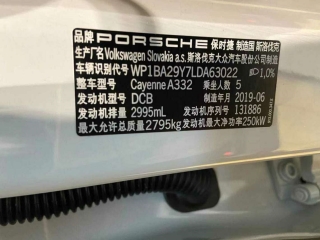 品牌 PORSCHE 保时捷 制造国 斯洛伐克
生产厂名 Volkswagen Slovakia a.s. 斯洛伐克大众汽车股份公司制造
车辆识别代号 WP1BA29Y7LDA63022 1,0%
整车型号 Cayenne A332 乘坐人数 5
发动机型号 DCB 制造年月 2019-06
发动机排量 2995mL 发动机序列号 131886
最大允许总质量 2795kg 发动机最大净功率 250kW